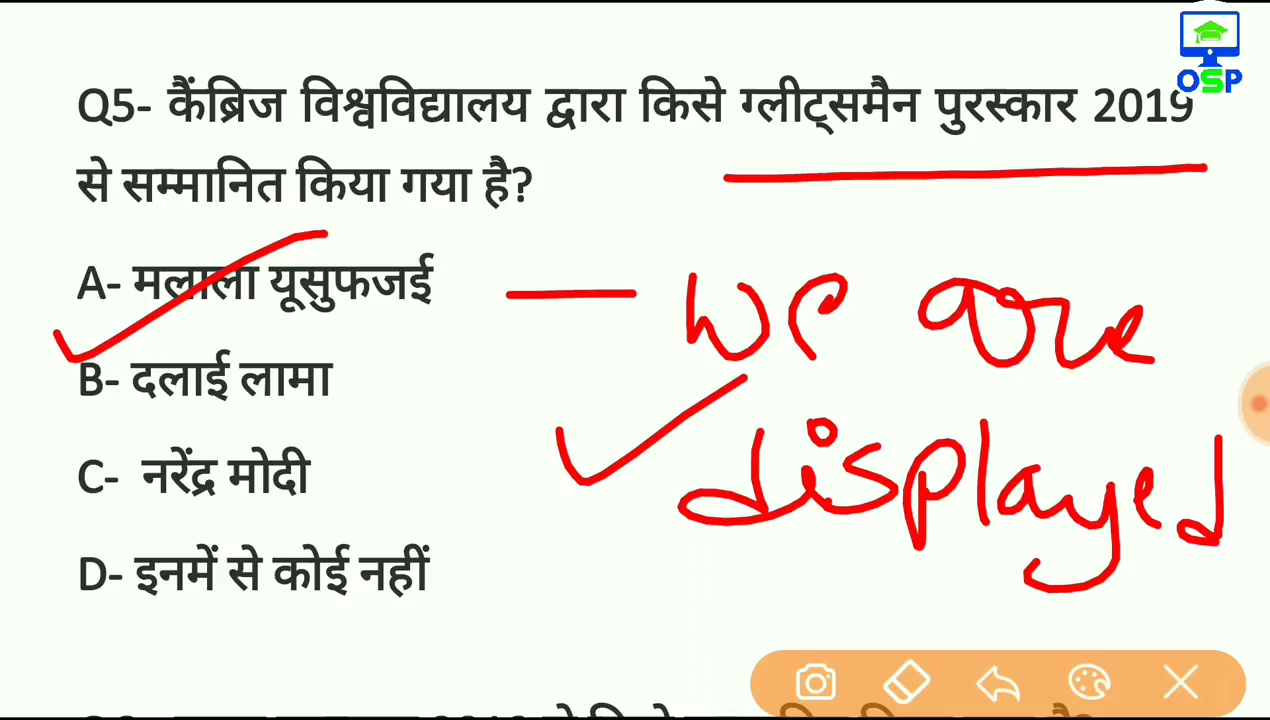 OSP
Q5- कैंब्रिज विश्वविद्यालय द्वारा किसे ग्लीट्समैन पुरस्कार 2019
से सम्मानित किया गया है?
A- मलाला यूसुफजई
we are
B- दलाई लामा
displayed
C- नरेंद्र मोदी
D- इनमें से कोई नहीं